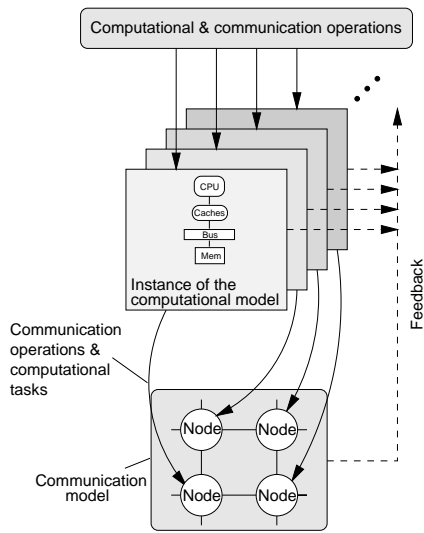 Computational & communication operations
CPU
Caches
Bus
Mem
Instance of the
computational model
Feedback
Communication
operations &
computational
tasks
Node
Node
Communication
model
Node
Node